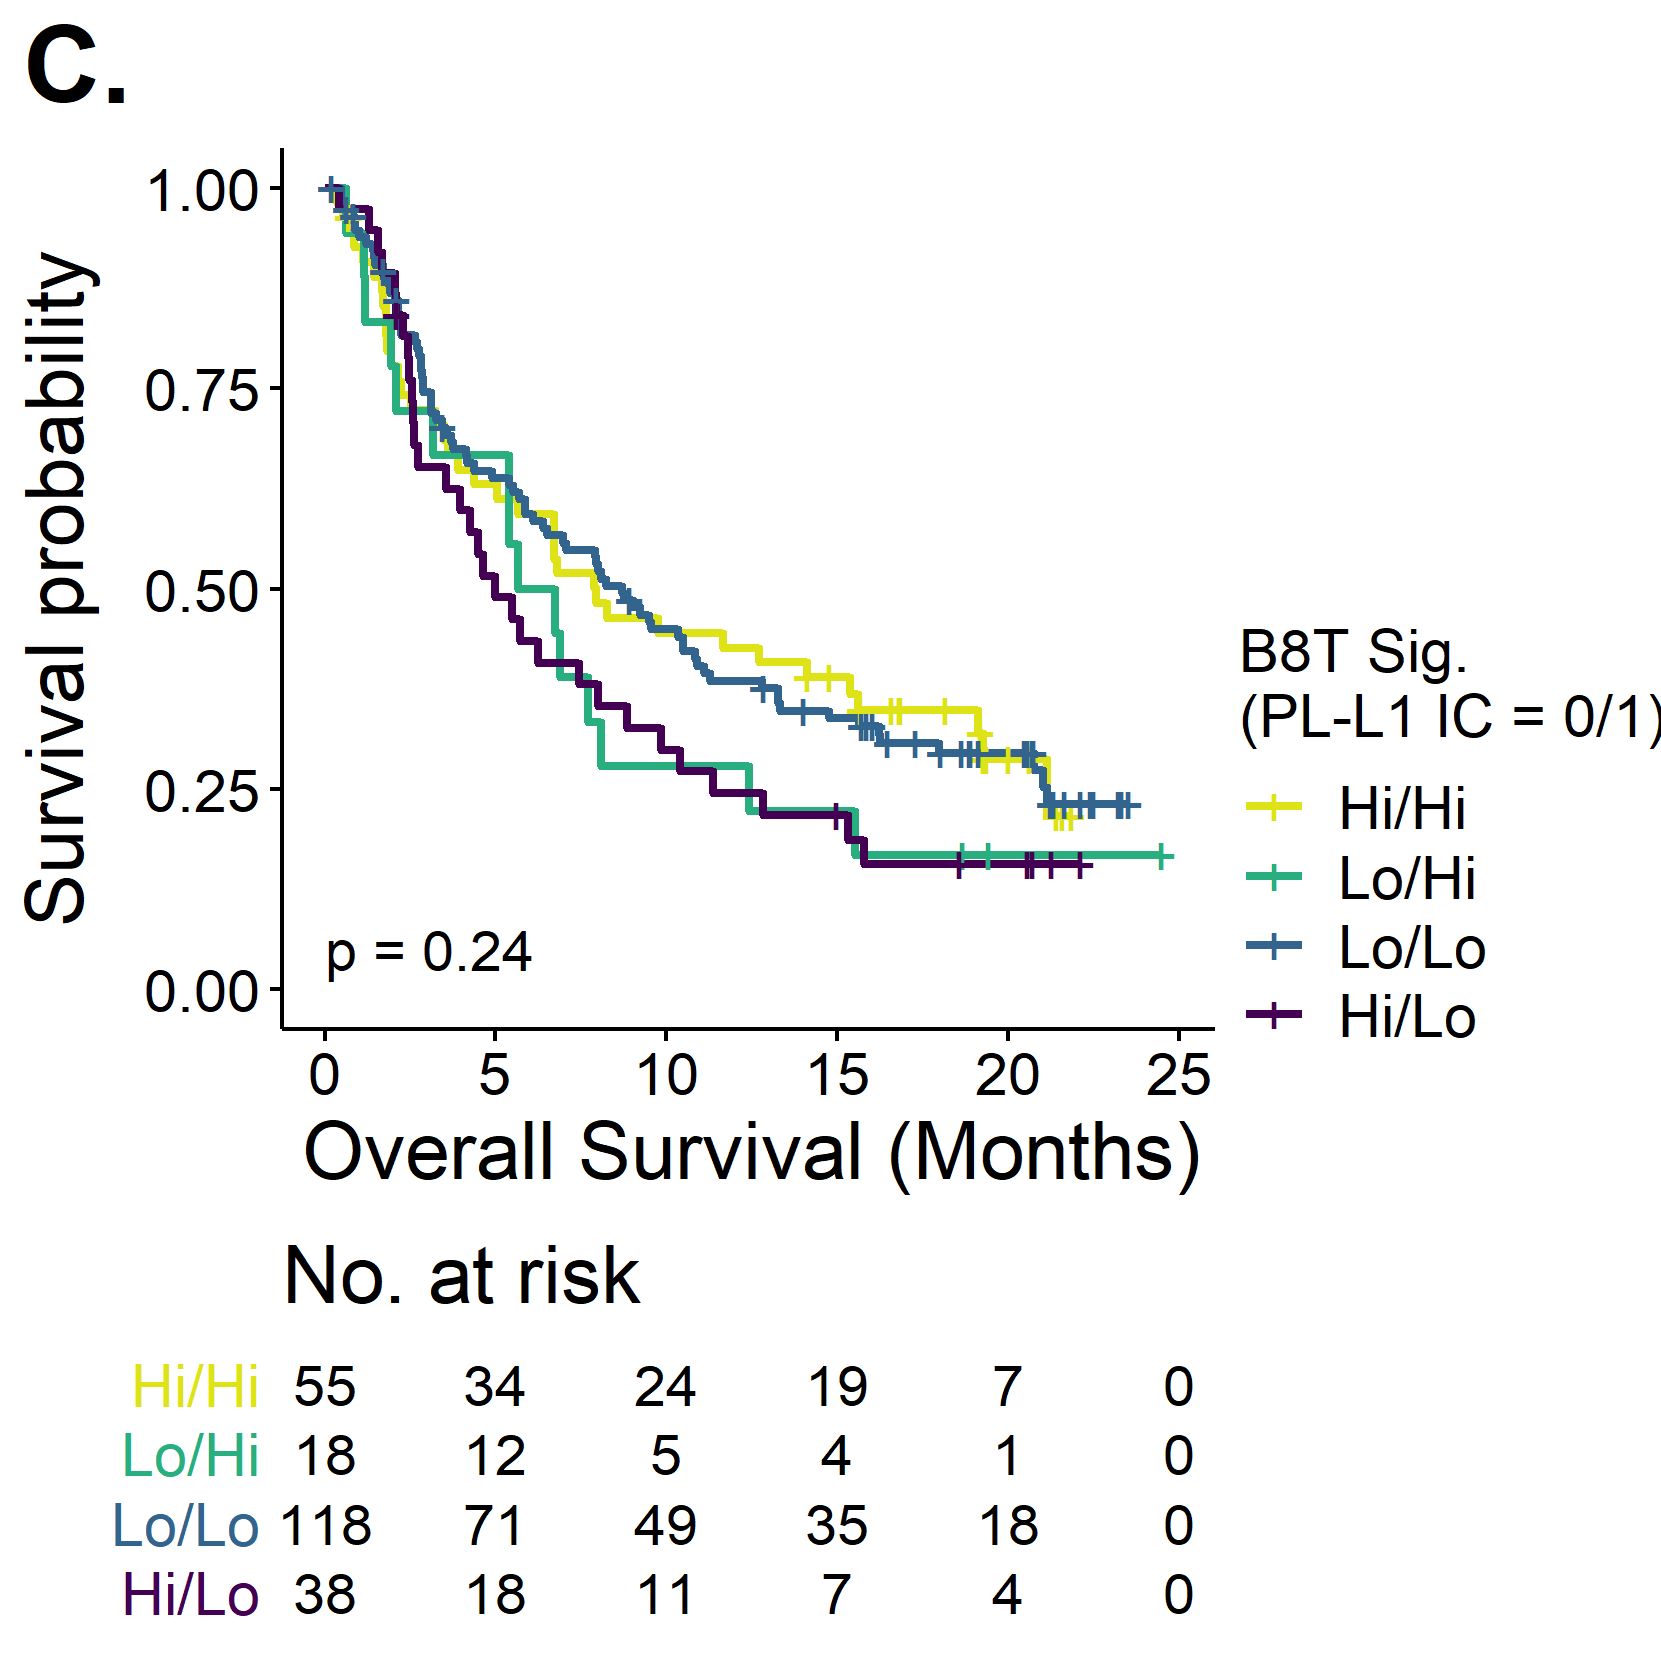 C.
Survival probability
1.00
0.75
0.50
0.25
0.00
p = 0.24
0 5 10 15 20 25
Overall Survival (Months)
B8T Sig.
(PL-L1 IC = 0/1)
Hi/Hi
Lo/Hi
Lo/Lo
Hi/Lo
No. at risk
Hi/Hi 55 34 24 19 7 0
Lo/Hi 18 12 5 4 1 0
Lo/Lo 118 71 49 35 18 0
Hi/Lo 38 18 11 7 4 0